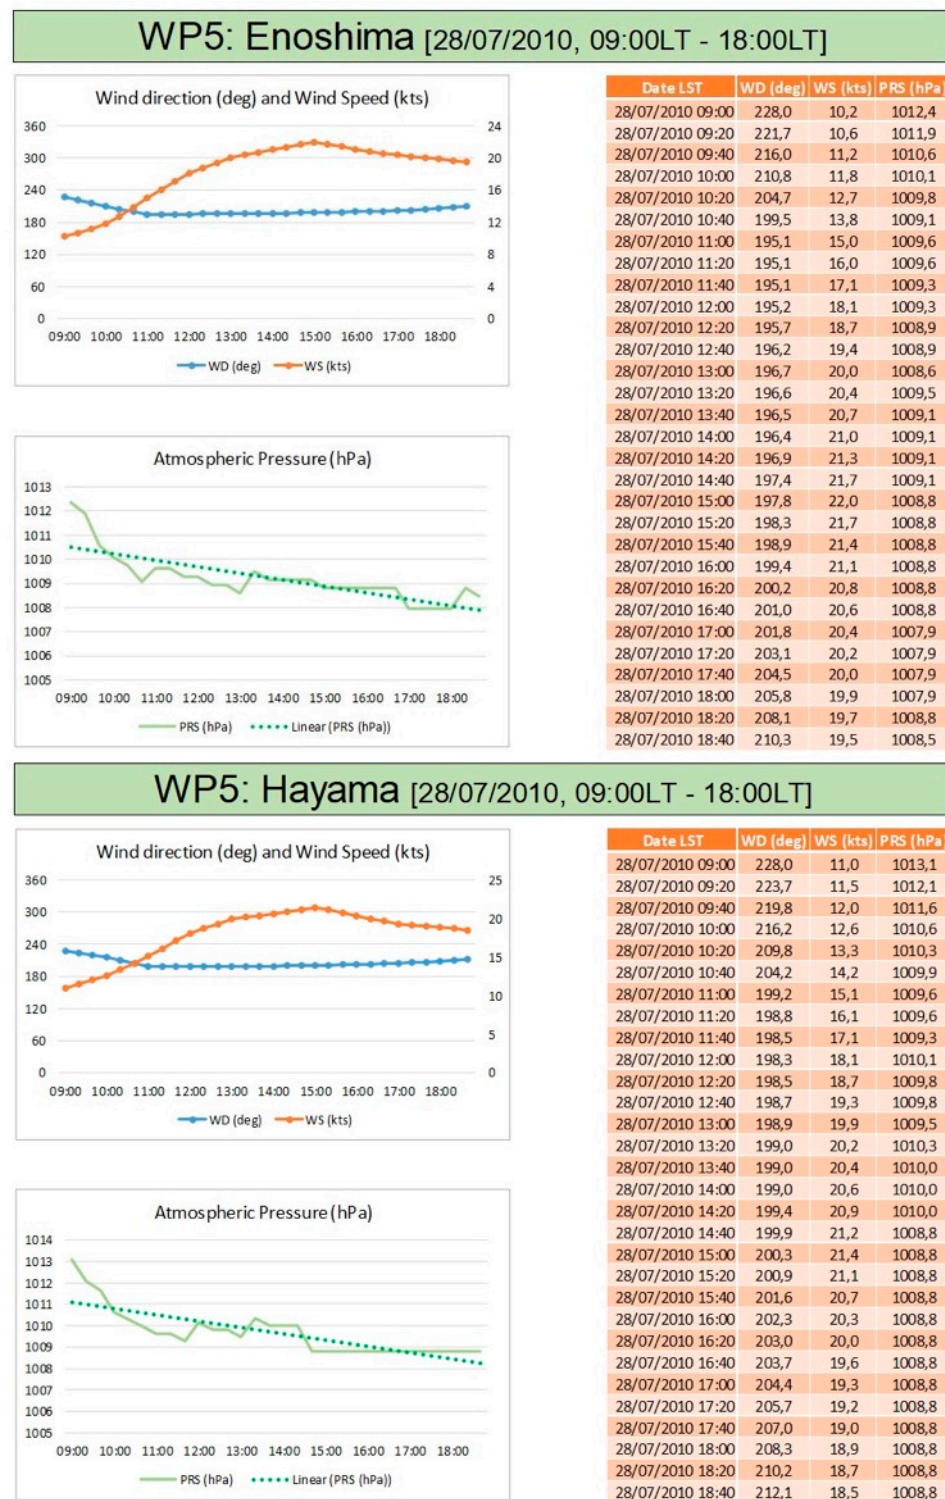 WP5: Enoshima [28/07/2010, 09:00LT - 18:00LT]
Wind direction (deg) and Wind Speed (kts)
360 24
300 20
240 16
180 12
120 8
60 4
0 0
09:00 10:00 11:00 12:00 13:00 14:00 15:00 16:00 17:00 18:00
WD (deg) WS (kts)
Atmospheric Pressure (hPa)
1013
1012
1011
1010
1009
1008
1007
1006
1005
09:00 10:00 11:00 12:00 13:00 14:00 15:00 16:00 17:00 18:00
PRS (hPa) Linear (PRS (hPa))
Date LST WD (deg) WS (kts) PRS (hPa)
28/07/2010 09:00 228,0 10,2 1012,4
28/07/2010 09:20 221,7 10,6 1011,9
28/07/2010 09:40 216,0 11,2 1010,6
28/07/2010 10:00 210,8 11,8 1010,1
28/07/2010 10:20 204,7 12,7 1009,8
28/07/2010 10:40 199,5 13,8 1009,1
28/07/2010 11:00 195,1 15,0 1009,6
28/07/2010 11:20 195,1 16,0 1009,6
28/07/2010 11:40 195,1 17,1 1009,3
28/07/2010 12:00 195,2 18,1 1009,3
28/07/2010 12:20 195,7 18,7 1008,9
28/07/2010 12:40 196,2 19,4 1008,9
28/07/2010 13:00 196,7 20,0 1008,6
28/07/2010 13:20 196,6 20,4 1009,5
28/07/2010 13:40 196,5 20,7 1009,1
28/07/2010 14:00 196,4 21,0 1009,1
28/07/2010 14:20 196,9 21,3 1009,1
28/07/2010 14:40 197,4 21,7 1009,1
28/07/2010 15:00 197,8 22,0 1008,8
28/07/2010 15:20 198,3 21,7 1008,8
28/07/2010 15:40 198,9 21,4 1008,8
28/07/2010 16:00 199,4 21,1 1008,8
28/07/2010 16:20 200,2 20,8 1008,8
28/07/2010 16:40 201,0 20,6 1008,8
28/07/2010 17:00 201,8 20,4 1007,9
28/07/2010 17:20 203,1 20,2 1007,9
28/07/2010 17:40 204,5 20,0 1007,9
28/07/2010 18:00 205,8 19,9 1007,9
28/07/2010 18:20 208,1 19,7 1008,8
28/07/2010 18:40 210,3 19,5 1008,5
WP5: Hayama [28/07/2010, 09:00LT - 18:00LT]
Wind direction (deg) and Wind Speed (kts)
360 25
300 20
240
180 15
120 10
60 5
0 0
09:00 10:00 11:00 12:00 13:00 14:00 15:00 16:00 17:00 18:00
WD (deg) WS (kts)
Atmospheric Pressure (hPa)
1014
1013
1012
1011
1010
1009
1008
1007
1006
1005
09:00 10:00 11:00 12:00 13:00 14:00 15:00 16:00 17:00 18:00
PRS (hPa) Linear (PRS (hPa))
Date LST WD (deg) WS (kts) PRS (hPa
28/07/2010 09:00 228,0 11,0 1013,1
28/07/2010 09:20 223,7 11,5 1012,1
28/07/2010 09:40 219,8 12,0 1011,6
28/07/2010 10:00 216,2 12,6 1010,6
28/07/2010 10:20 209,8 13,3 1010,3
28/07/2010 10:40 204,2 14,2 1009,9
28/07/2010 11:00 199,2 15,1 1009,6
28/07/2010 11:20 198,8 16,1 1009,6
28/07/2010 11:40 198,5 17,1 1009,3
28/07/2010 12:00 198,3 18,1 1010,1
28/07/2010 12:20 198,5 18,7 1009,8
28/07/2010 12:40 198,7 19,3 1009,8
28/07/2010 13:00 198,9 19,9 1009,5
28/07/2010 13:20 199,0 20,2 1010,3
28/07/2010 13:40 199,0 20,4 1010,0
28/07/2010 14:00 199,0 20,6 1010,0
28/07/2010 14:20 199,4 20,9 1010,0
28/07/2010 14:40 199,9 21,2 1008,8
28/07/2010 15:00 200,3 21,4 1008,8
28/07/2010 15:20 200,9 21,1 1008,8
28/07/2010 15:40 201,6 20,7 1008,8
28/07/2010 16:00 202,3 20,3 1008,8
28/07/2010 16:20 203,0 20,0 1008,8
28/07/2010 16:40 203,7 19,6 1008,8
28/07/2010 17:00 204,4 19,3 1008,8
28/07/2010 17:20 205,7 19,2 1008,8
28/07/2010 17:40 207,0 19,0 1008,8
28/07/2010 18:00 208,3 18,9 1008,8
28/07/2010 18:20 210,2 18,7 1008,8
28/07/2010 18:40 212,1 18,5 1008,8